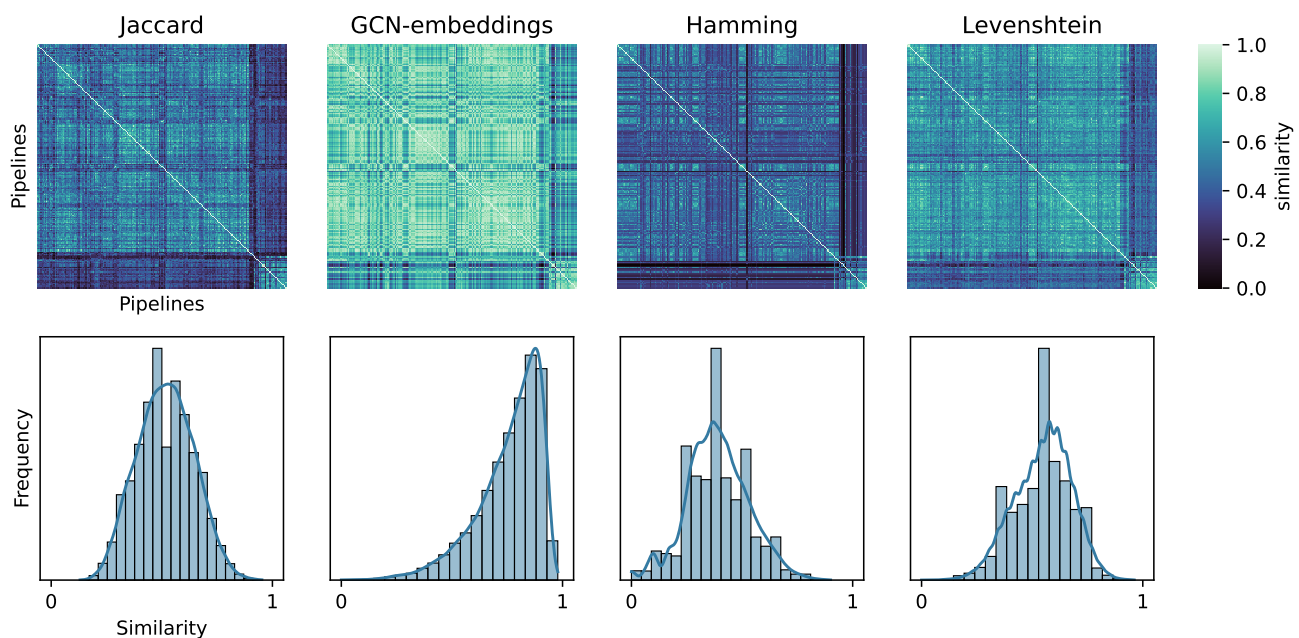 Jaccard
GCN-embeddings
Hamming
Levenshtein
Pipelines
Pipelines
1.0
0.8
0.6
0.4
0.2
0.0
similarity
Frequency
0 1
0 1
0 1
0 1
Similarity